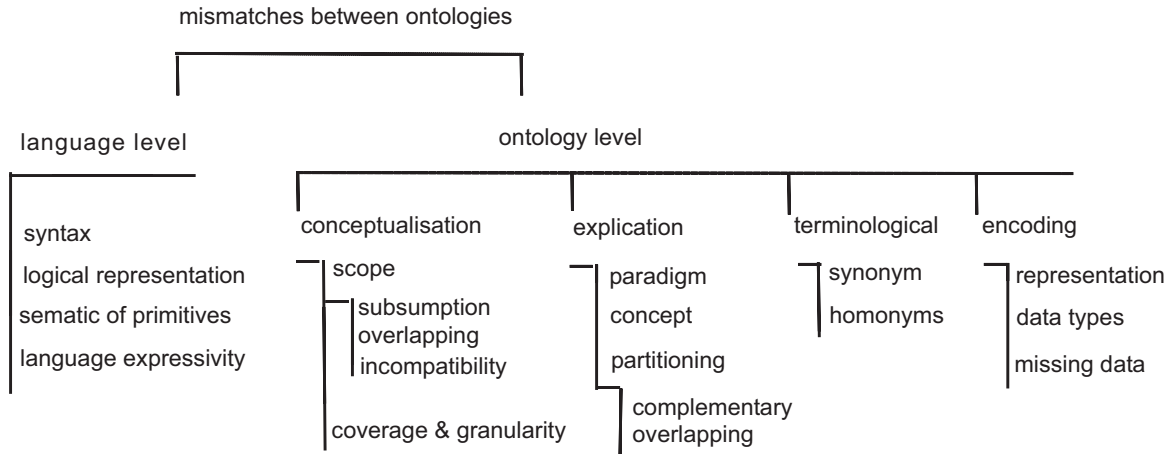 mismatches between ontologies
language level
ontology level
syntax
logical representation
sematic of primitives
language expressivity
conceptualisation
scope
subsumption
overlapping
incompatibility
coverage & granularity
explication
paradigm
concept
partitioning
complementary
overlapping
terminological
synonym
homonyms
encoding
representation
data types
missing data